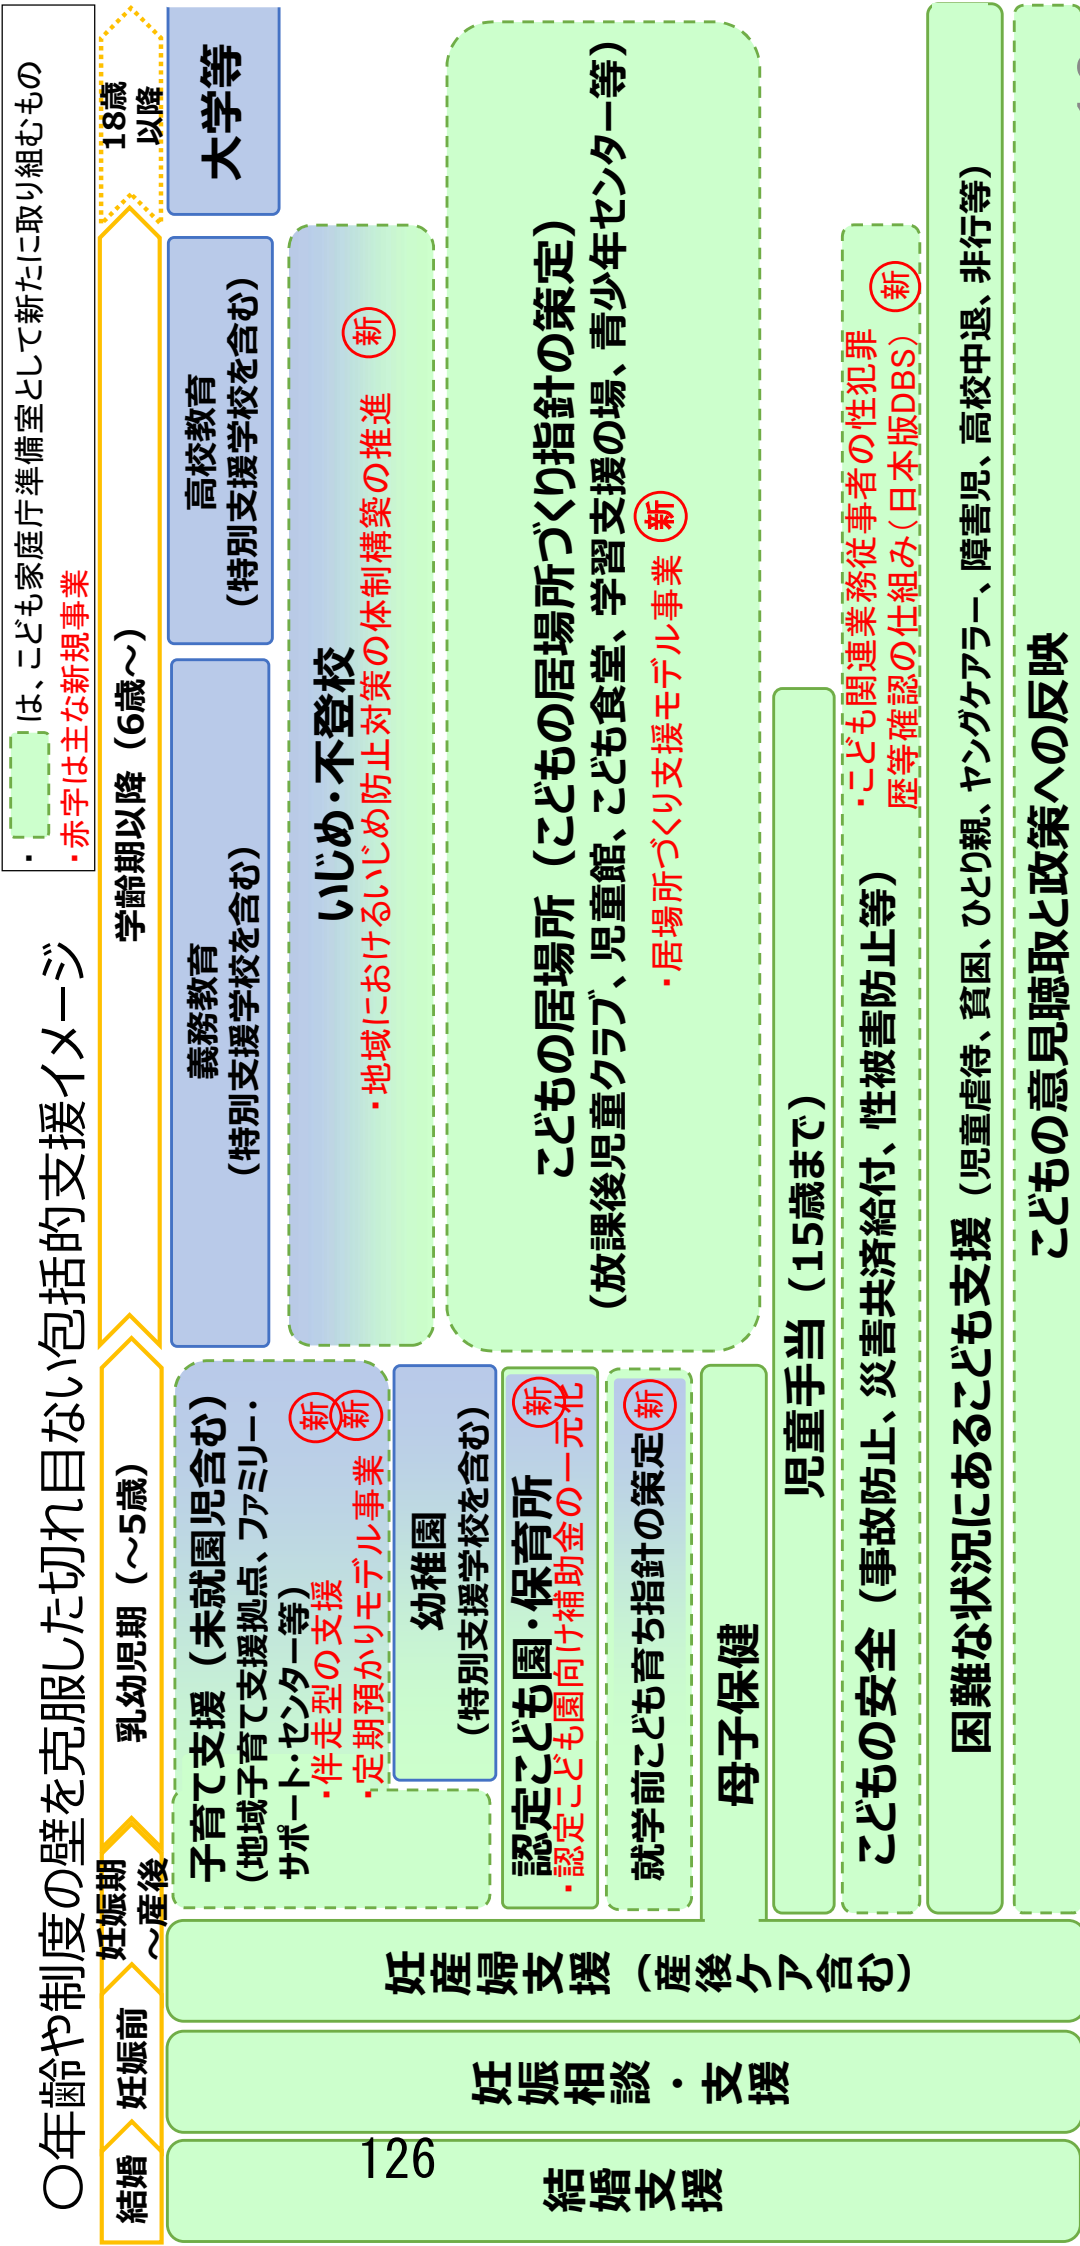 〇年齢や制度の壁を克服した切れ目ない包括的支援イメージ
・ は、こども家庭庁準備室として新たに取り組むもの
・赤字は主な新規事業
結婚
妊娠前
妊娠期
～産後
乳幼児期（～5歳）
学齢期以降（6歳～）
18歳
以降
結婚支援
妊娠相談・支援
妊産婦支援（産後ケア含む）
子育て支援（未就園児含む）
(地域子育て支援拠点、ファミリー・
サポート・センター等)
・伴走型の支援 新
・定期預かりモデル事業 新
幼稚園
(特別支援学校を含む)
認定こども園・保育所
・認定こども園向け補助金の一元化 新
就学前こども育ち指針の策定 新
母子保健
義務教育
(特別支援学校を含む)
高校教育
(特別支援学校を含む)
大学等
いじめ・不登校
・地域におけるいじめ防止対策の体制構築の推進 新
こどもの居場所（こどもの居場所づくり指針の策定）
(放課後児童クラブ、児童館、こども食堂、学習支援の場、青少年センター等)
・居場所づくり支援モデル事業 新
児童手当（15歳まで）
こどもの安全（事故防止、災害共済給付、性被害防止等）
・こども関連業務従事者の性犯罪
歴等確認の仕組み（日本版DBS） 新
困難な状況にあるこども支援（児童虐待、貧困、ひとり親、ヤングケアラー、障害児、高校中退、非行等）
こどもの意見聴取と政策への反映
126